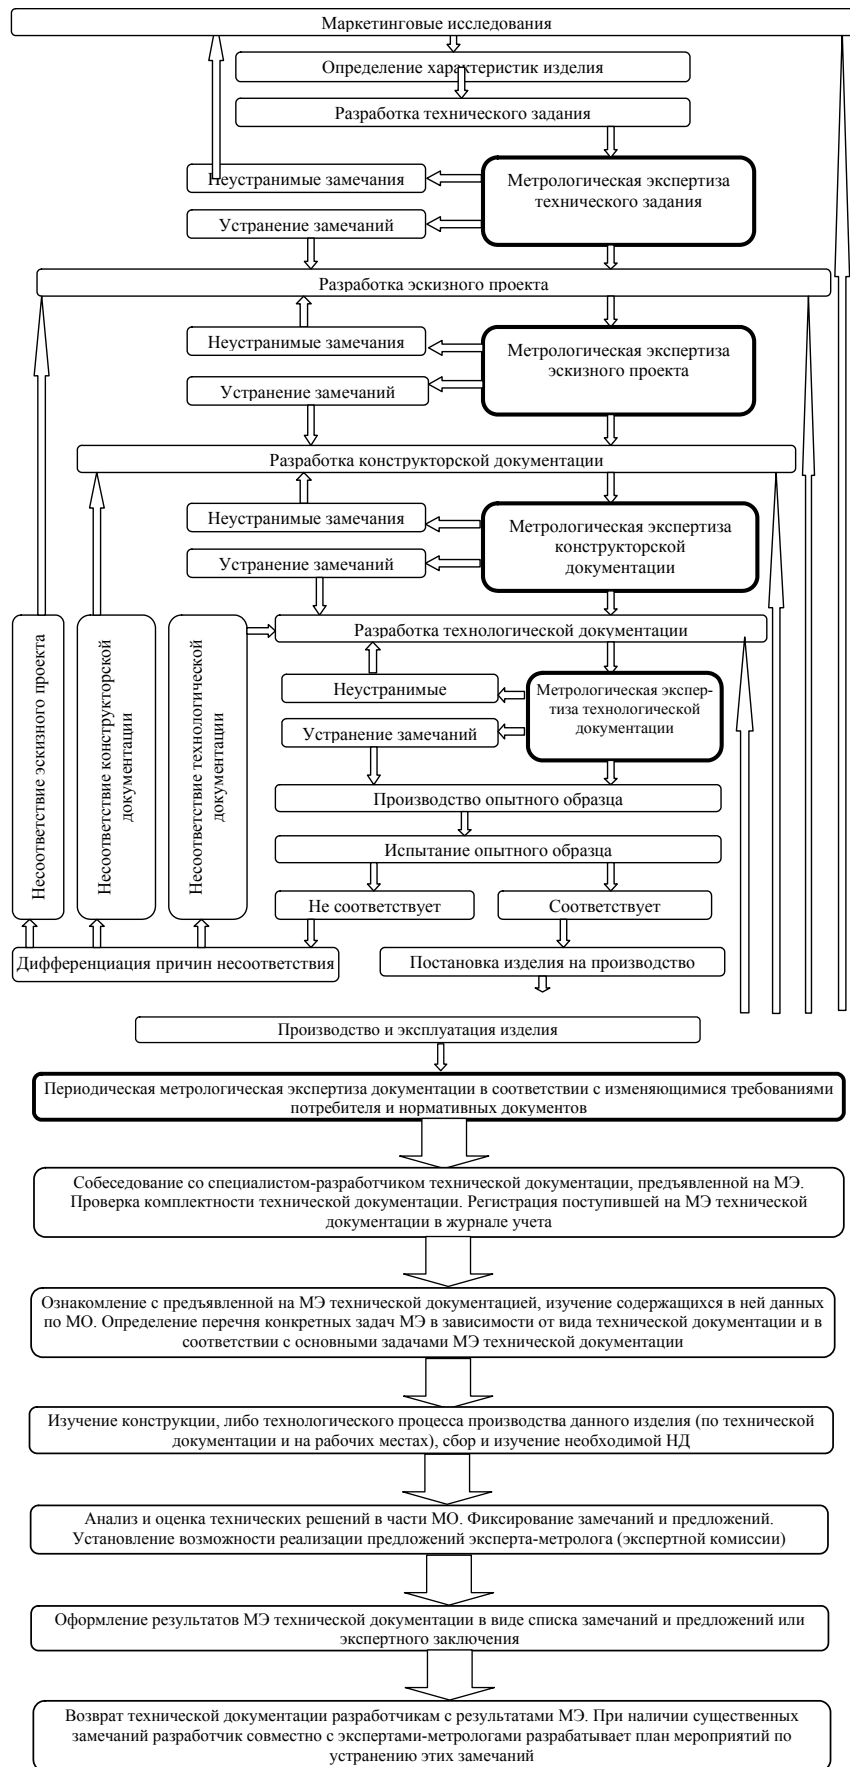 Маркетинговые исследования
Определение характеристик изделия
Разработка технического задания
Неустранимые замечания
Метрологическая экспертиза
технического задания
Устранение замечаний
Разработка эскизного проекта
Неустранимые замечания
Метрологическая экспертиза
эскизного проекта
Устранение замечаний
Разработка конструкторской документации
Неустранимые замечания
Метрологическая экспертиза
конструкторской
документации
Устранение замечаний
Несоответствие эскизного проекта
Несоответствие конструкторской
документации
Несоответствие технологической
документации
Разработка технологической документации
Неустранимые
Метрологическая экспер-
тиза технологической
документации
Устранение замечаний
Производство опытного образца
Испытание опытного образца
Не соответствует
Соответствует
Дифференциация причин несоответствия
Постановка изделия на производство
Производство и эксплуатация изделия
Периодическая метрологическая экспертиза документации в соответствии с изменяющимися требованиями
потребителя и нормативных документов
Собеседование со специалистом-разработчиком технической документации, предъявленной на МЭ.
Проверка комплектности технической документации. Регистрация поступившей на МЭ технической
документации в журнале учета
Ознакомление с предъявленной на МЭ технической документацией, изучение содержащихся в ней данных
по МО. Определение перечня конкретных задач МЭ в зависимости от вида технической документации и в
соответствии с основными задачами МЭ технической документации
Изучение конструкции, либо технологического процесса производства данного изделия (по технической
документации и на рабочих местах), сбор и изучение необходимой НД
Анализ и оценка технических решений в части МО. Фиксирование замечаний и предложений.
Установление возможности реализации предложений эксперта-метролога (экспертной комиссии)
Оформление результатов МЭ технической документации в виде списка замечаний и предложений или
экспертного заключения
Возврат технической документации разработчикам с результатами МЭ. При наличии существенных
замечаний разработчик совместно с экспертами-метрологами разрабатывает план мероприятий по
устранению этих замечаний